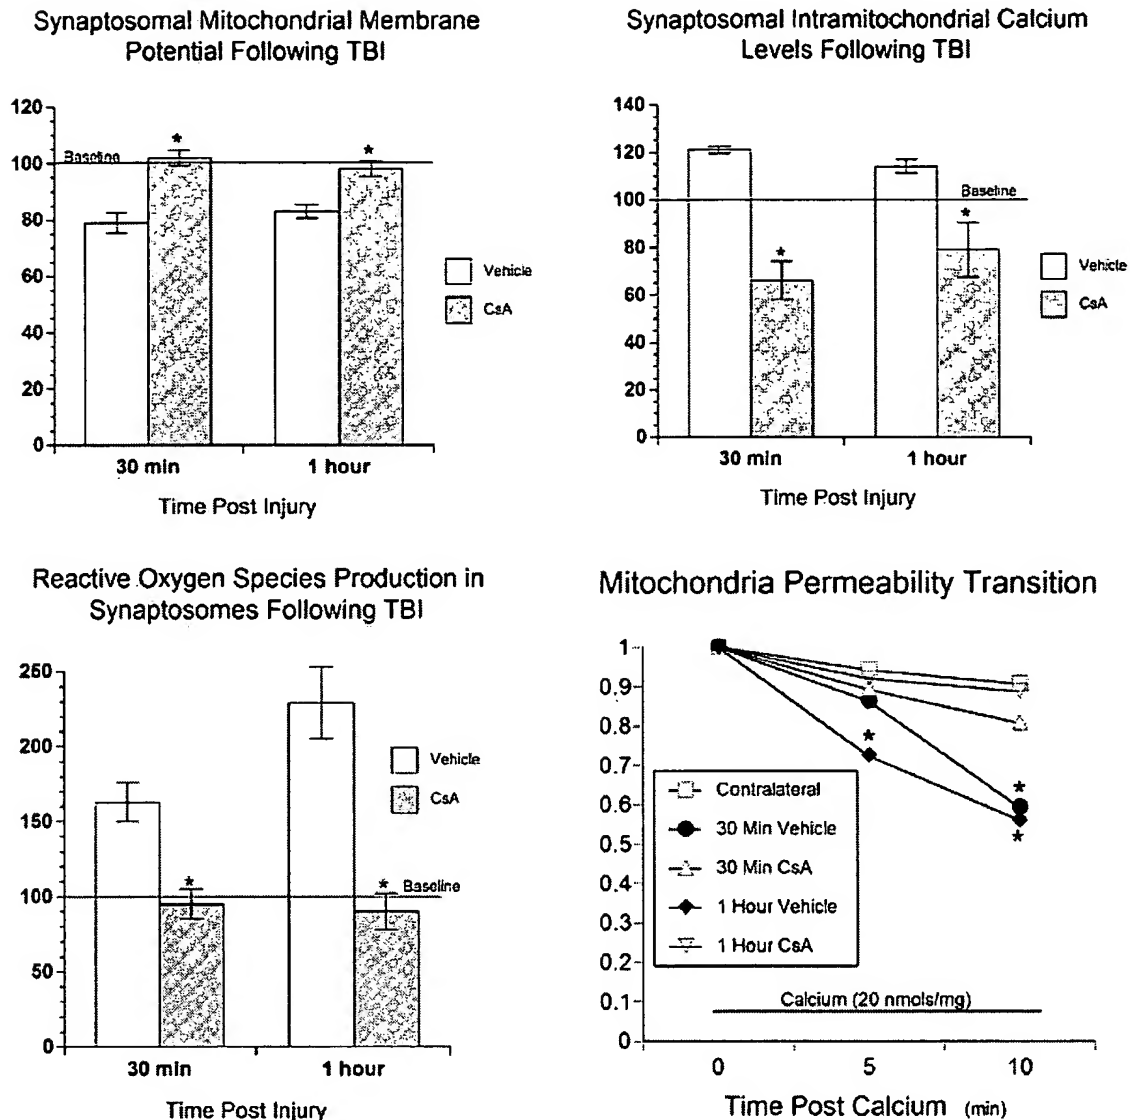 Synaptosomal Mitochondrial Membrane
Potential Following TBI
120
100
80
60
40
20
0
Baseline
*
*
Vehicle
CsA
30 min
1 hour
Time Post Injury
Synaptosomal Intramitochondrial Calcium
Levels Following TBI
140
120
100
80
60
40
20
0
Baseline
*
*
Vehicle
CsA
30 min
1 hour
Time Post Injury
Reactive Oxygen Species Production in
Synaptosomes Following TBI
250
200
150
100
50
0
*
* Baseline
Vehicle
CsA
30 min
1 hour
Time Post Injury
Mitochondria Permeability Transition
1
0.9
0.8
0.7
0.6
0.5
0.4
0.3
0.2
0.1
0
*
*
*
Contralateral
30 Min Vehicle
30 Min CsA
1 Hour Vehicle
1 Hour CsA
Calcium (20 nmols/mg)
0 5 10
Time Post Calcium (min)